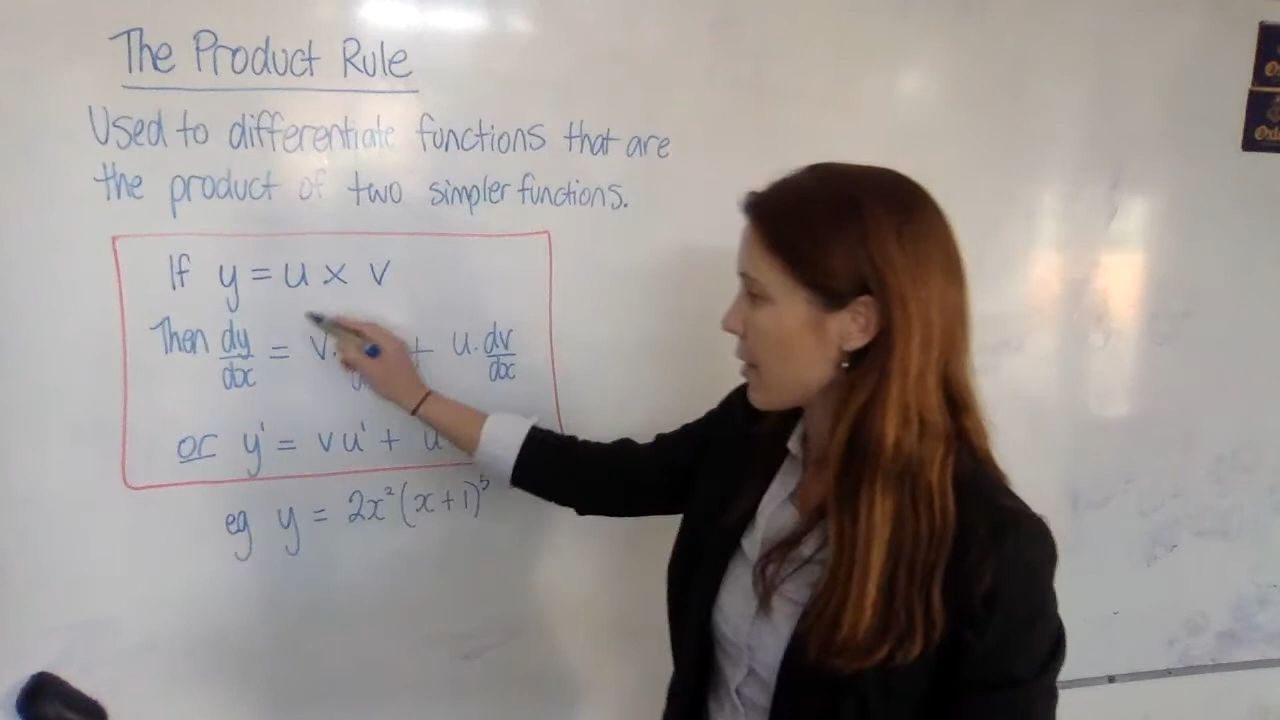 The Product Rule
Used to differentiate functions that are
the product of two simpler functions.
If y = u x v
Then dy/dx = v. + u. dv/dx
or y' = vu' + u
eg y = 2x²(x+1)⁵